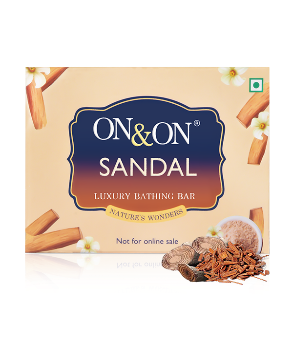 ON&ON®
SANDAL
LUXURY BATHING BAR
NATURE'S WONDERS
Not for online sale